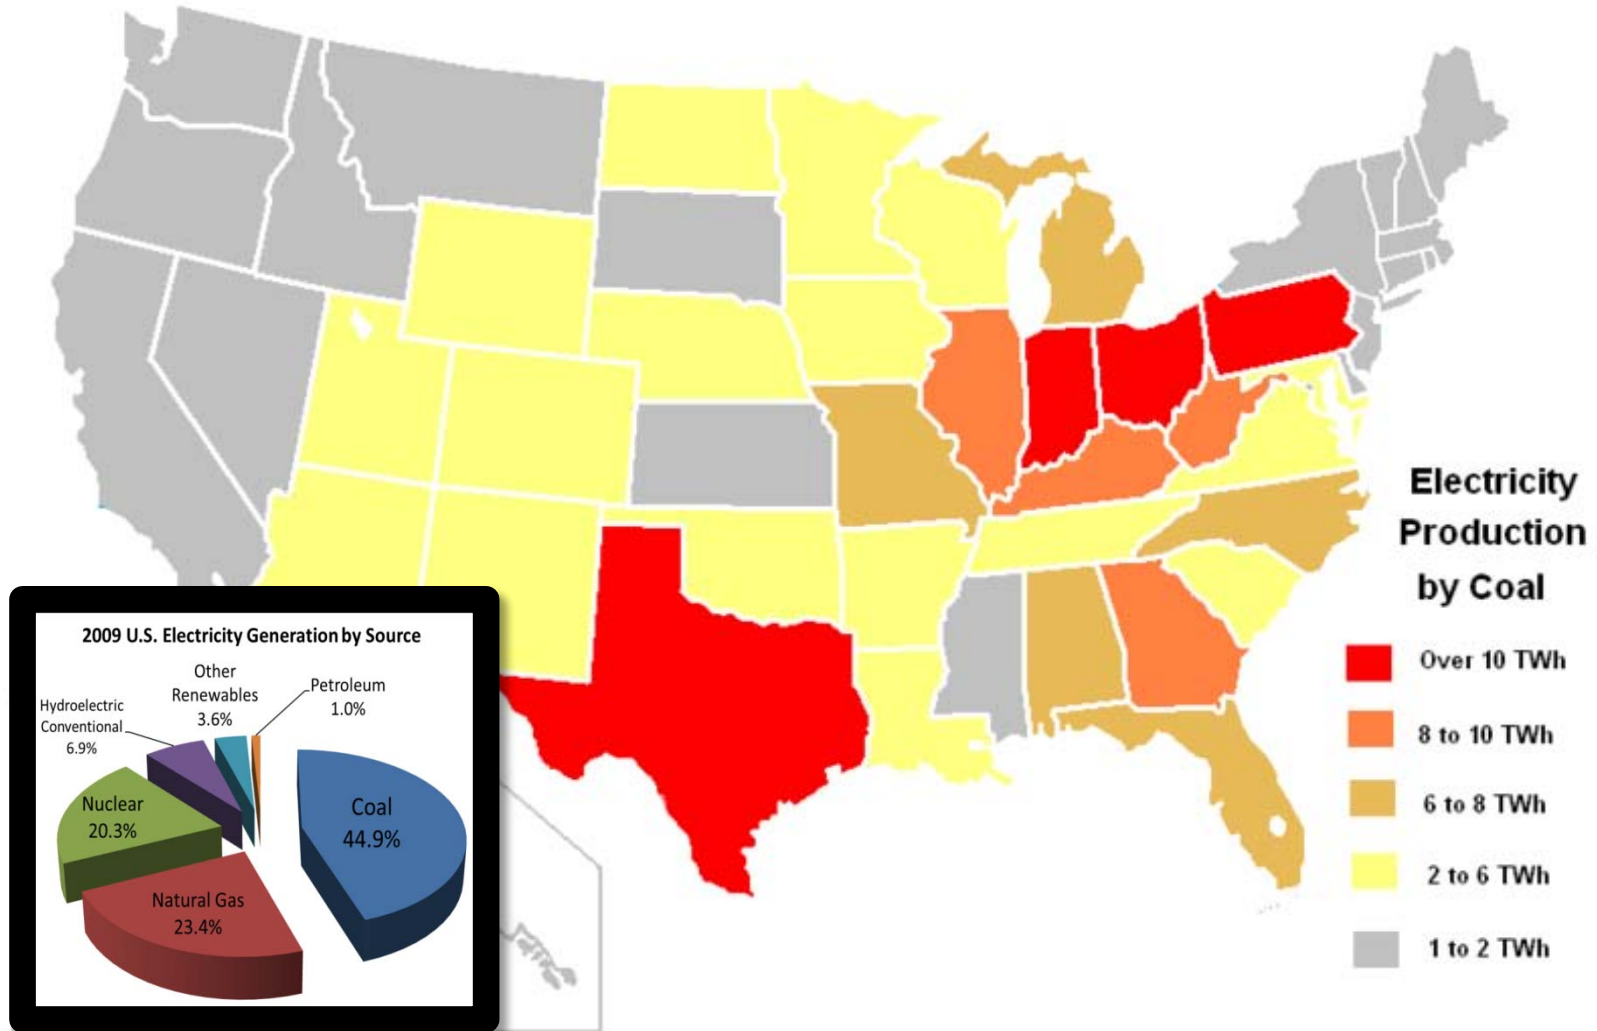 Electricity
Production
by Coal
Over 10 TWh
8 to 10 TWh
6 to 8 TWh
2 to 6 TWh
1 to 2 TWh
2009 U.S. Electricity Generation by Source
Other
Renewables
3.6%
Petroleum
1.0%
Hydroelectric
Conventional
6.9%
Nuclear
20.3%
Coal
44.9%
Natural Gas
23.4%